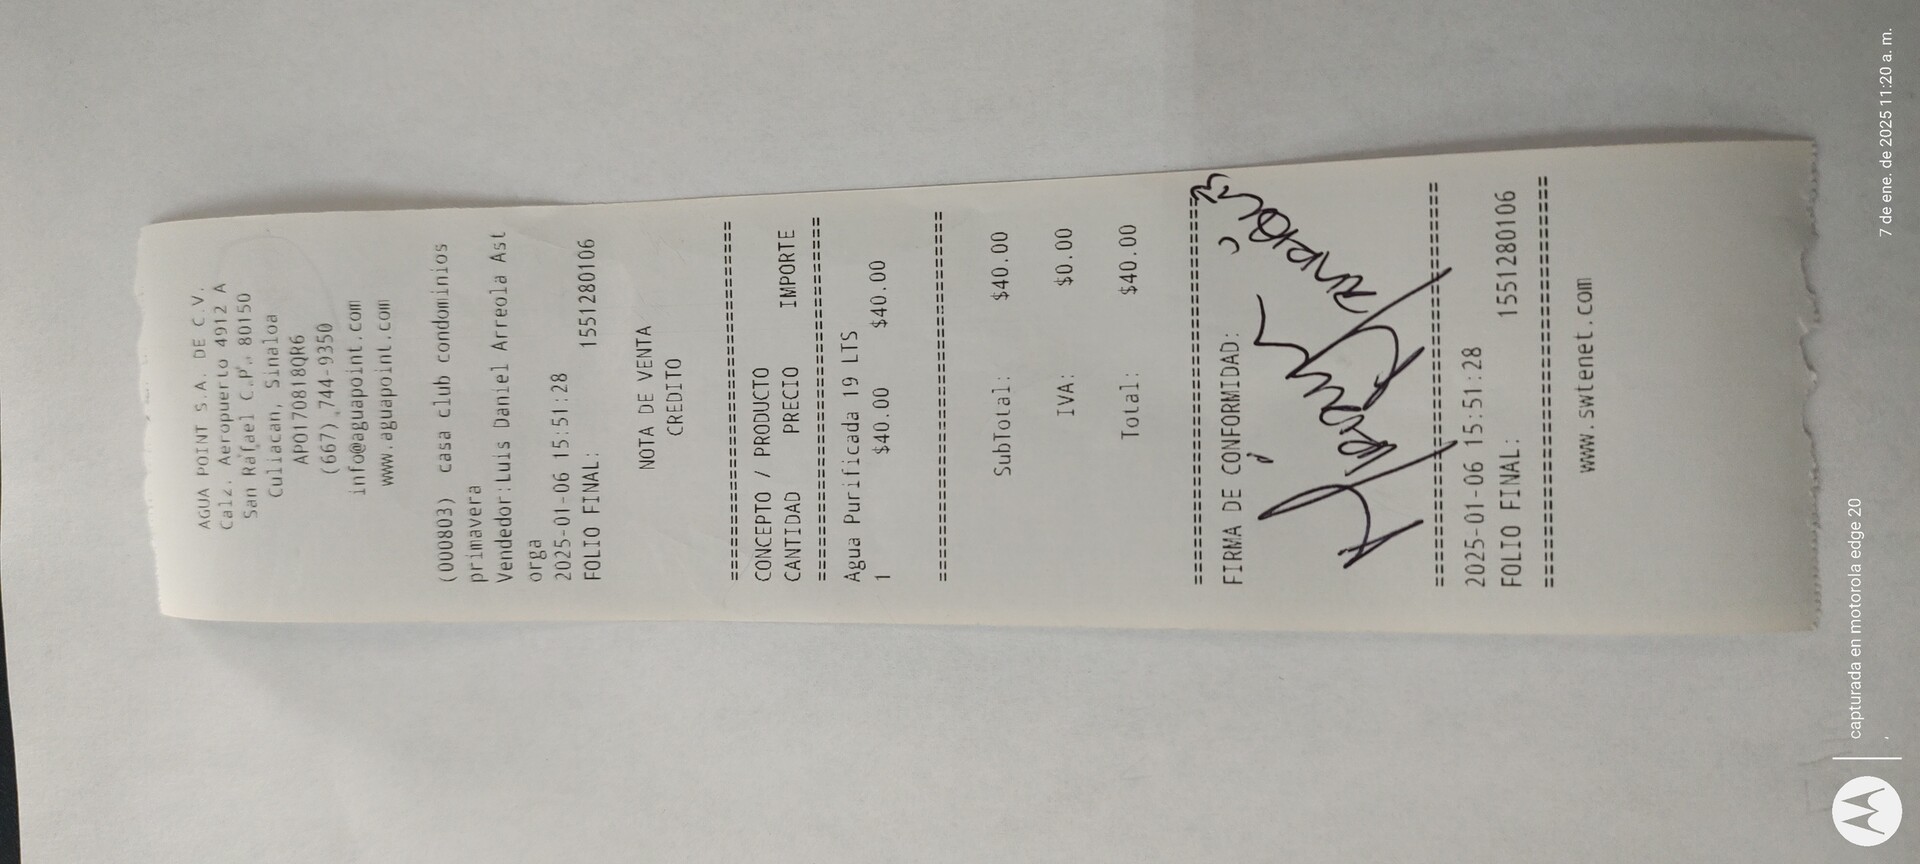 AGUA POINT S.A. DE C.V.
Calz. Aeropuerto 4912 A
San Rafael C.P. 80150
Culiacan, Sinaloa
APO170818QR6
(667) 744-9350
info@aguapoint.com
www.aguapoint.com
(000803) casa club condominios
primavera
Vendedor:Luis Daniel Arreola Ast
orga
2025-01-06 15:51:28
FOLIO FINAL: 1551280106
NOTA DE VENTA
CREDITO
==============================
CONCEPTO / PRODUCTO
CANTIDAD PRECIO IMPORTE
==============================
Agua Purificada 19 LTS
1 $40.00 $40.00
==============================
SubTotal: $40.00
IVA: $0.00
Total: $40.00
==============================
FIRMA DE CONFORMIDAD:
==============================
2025-01-06 15:51:28
FOLIO FINAL: 1551280106
==============================
www.swtenet.com
capturada en motorola edge 20
7 de ene. de 2025 11:20 a. m.